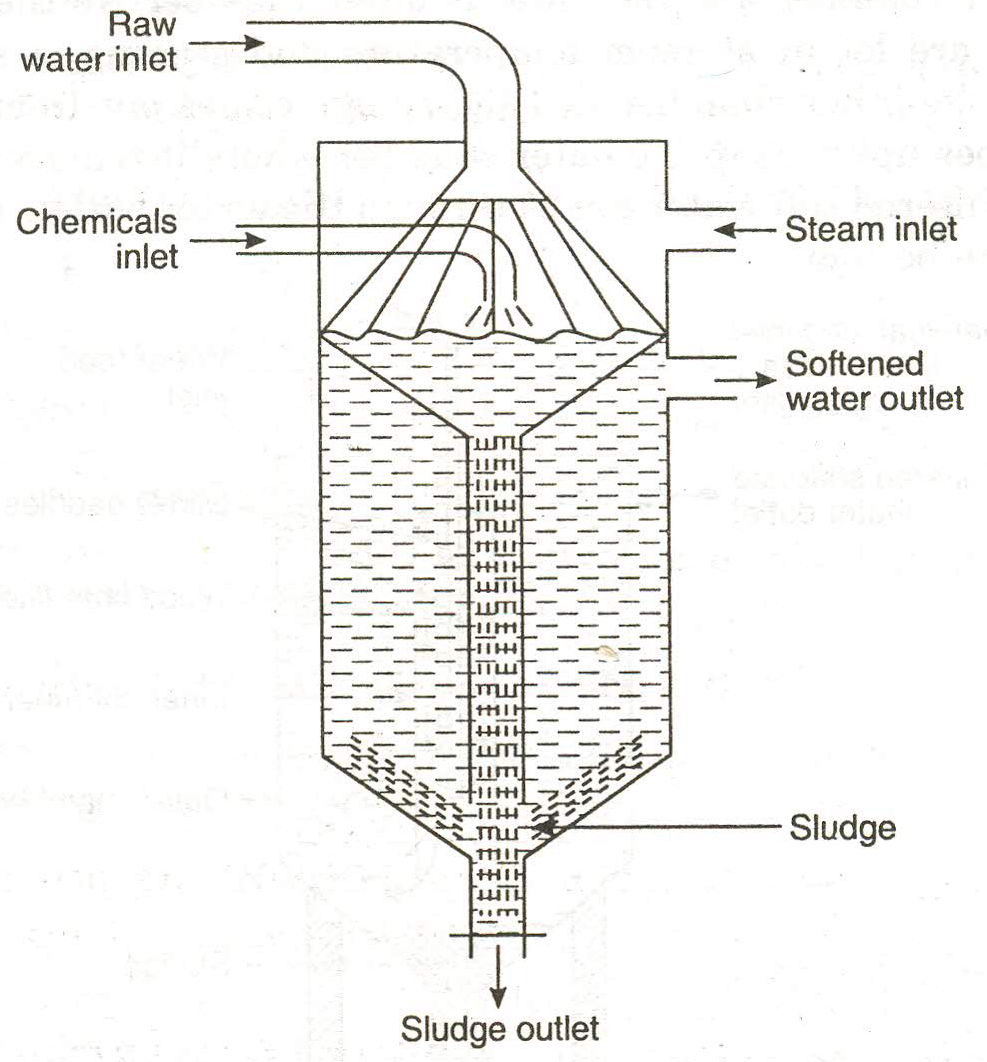 Raw
water inlet
Chemicals
inlet
Steam inlet
Softened
water outlet
Sludge
Sludge outlet